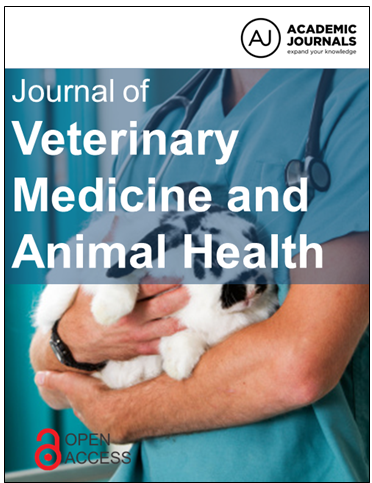 AJ ACADEMIC
JOURNALS
expand your knowledge
Journal of
Veterinary
Medicine and
Animal Health
OPEN
ACCESS